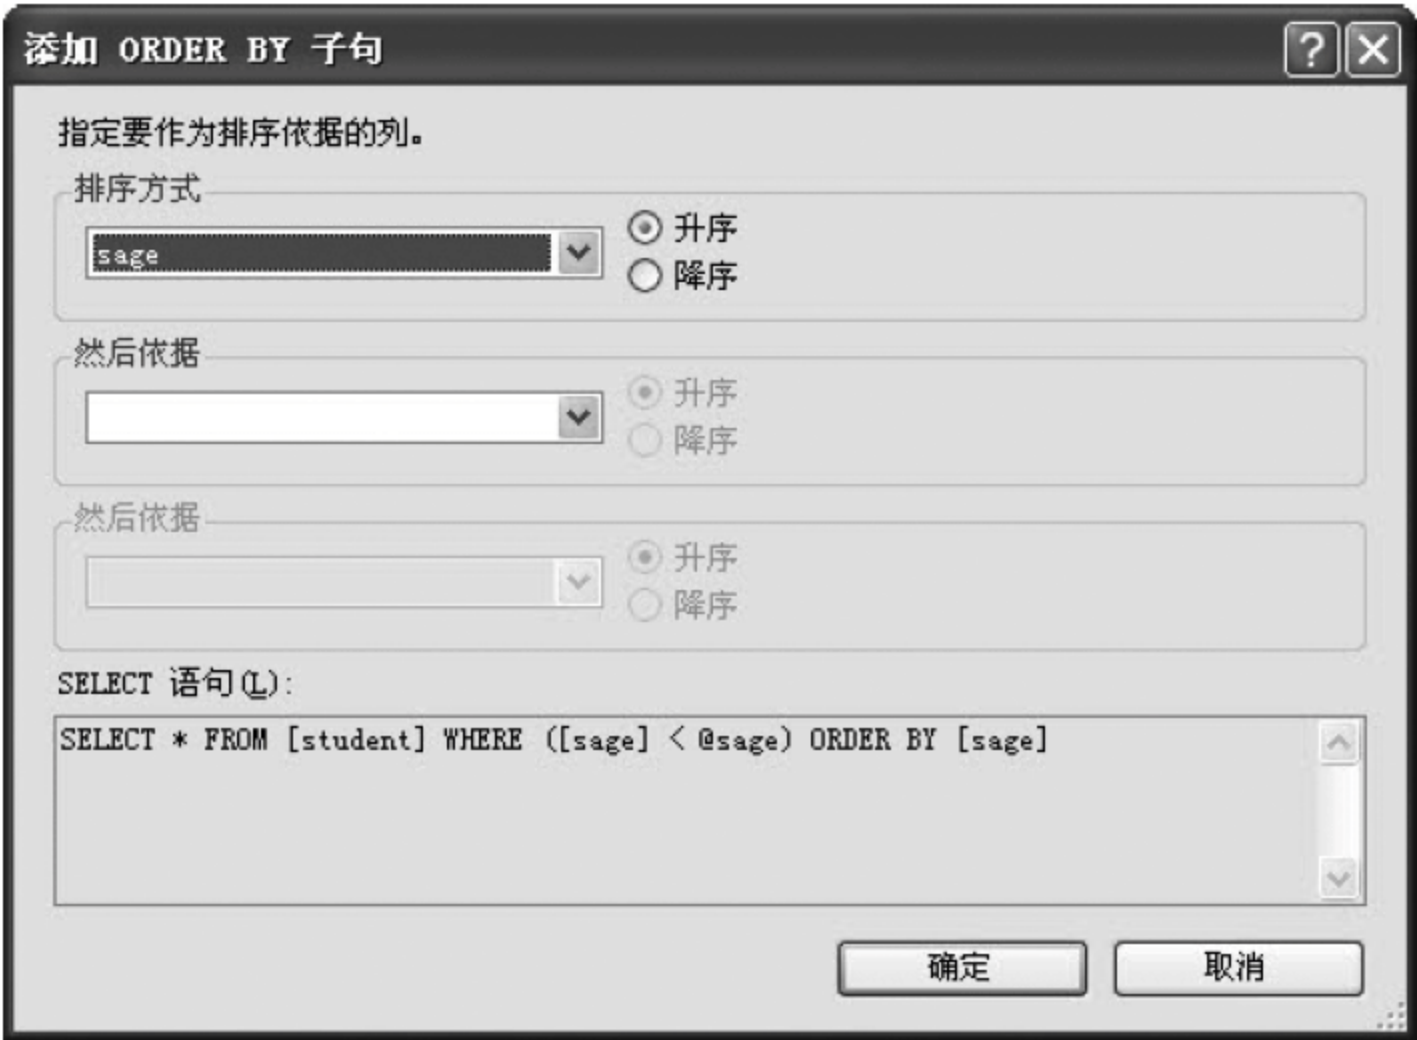 添加 ORDER BY 子句
指定要作为排序依据的列。
排序方式
sage
升序
降序
然后依据
升序
降序
然后依据
升序
降序
SELECT 语句(L):
SELECT * FROM [student] WHERE ([sage] < @sage) ORDER BY [sage]
确定 取消